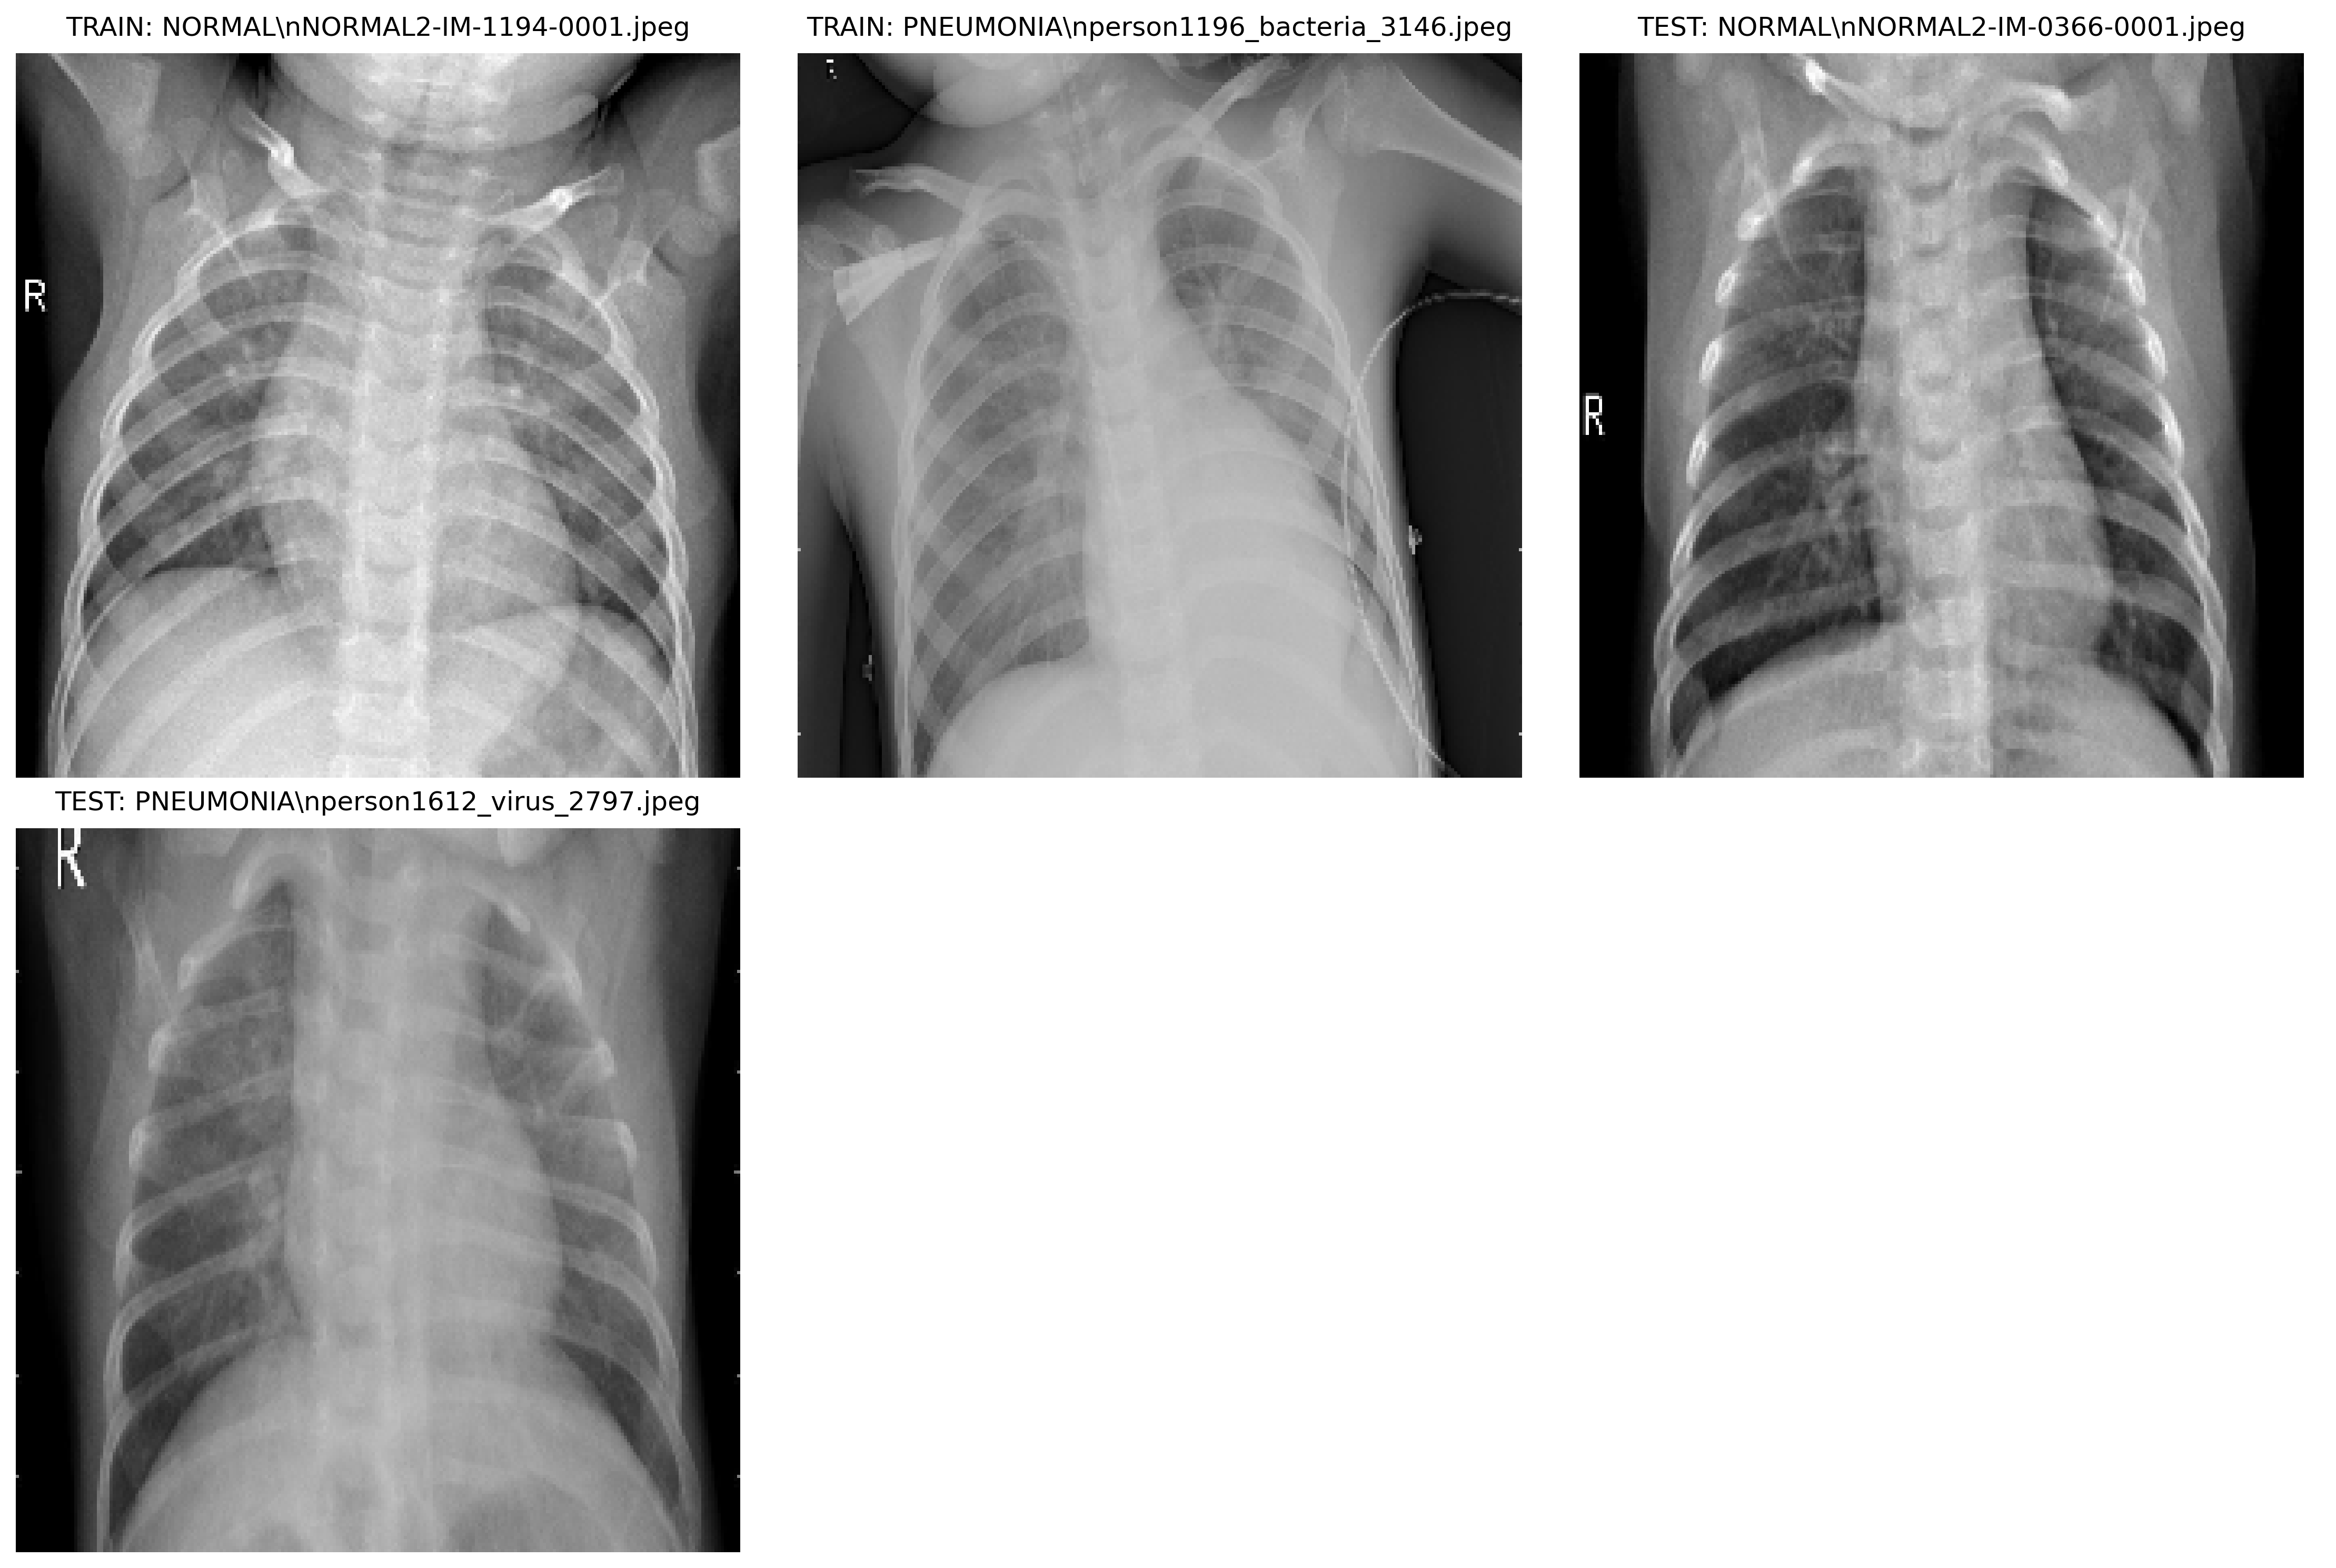 TRAIN: NORMAL\nNORMAL2-IM-1194-0001.jpeg
TRAIN: PNEUMONIA\nperson1196_bacteria_3146.jpeg
TEST: NORMAL\nNORMAL2-IM-0366-0001.jpeg
R
R
TEST: PNEUMONIA\nperson1612_virus_2797.jpeg
R